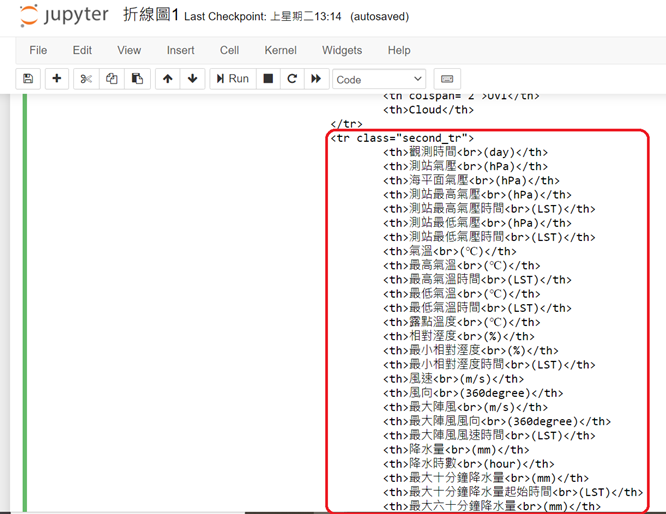 jupyter 折線圖1 Last Checkpoint: 上星期二13:14 (autosaved)
File Edit View Insert Cell Kernel Widgets Help
Run Code
<th colspan="2">UVI</th>
<th>Cloud</th>
</tr>
<tr class="second_tr">
<th>觀測時間<br>(day)</th>
<th>測站氣壓<br>(hPa)</th>
<th>海平面氣壓<br>(hPa)</th>
<th>測站最高氣壓<br>(hPa)</th>
<th>測站最高氣壓時間<br>(LST)</th>
<th>測站最低氣壓<br>(hPa)</th>
<th>測站最低氣壓時間<br>(LST)</th>
<th>氣溫<br>(℃)</th>
<th>最高氣溫<br>(℃)</th>
<th>最高氣溫時間<br>(LST)</th>
<th>最低氣溫<br>(℃)</th>
<th>最低氣溫時間<br>(LST)</th>
<th>露點溫度<br>(℃)</th>
<th>相對溼度<br>(%)</th>
<th>最小相對溼度<br>(%)</th>
<th>最小相對溼度時間<br>(LST)</th>
<th>風速<br>(m/s)</th>
<th>風向<br>(360degree)</th>
<th>最大陣風<br>(m/s)</th>
<th>最大陣風風向<br>(360degree)</th>
<th>最大陣風風速時間<br>(LST)</th>
<th>降水量<br>(mm)</th>
<th>降水時數<br>(hour)</th>
<th>最大十分鐘降水量<br>(mm)</th>
<th>最大十分鐘降水量起始時間<br>(LST)</th>
<th>最大六十分鐘降水量<br>(mm)</th>